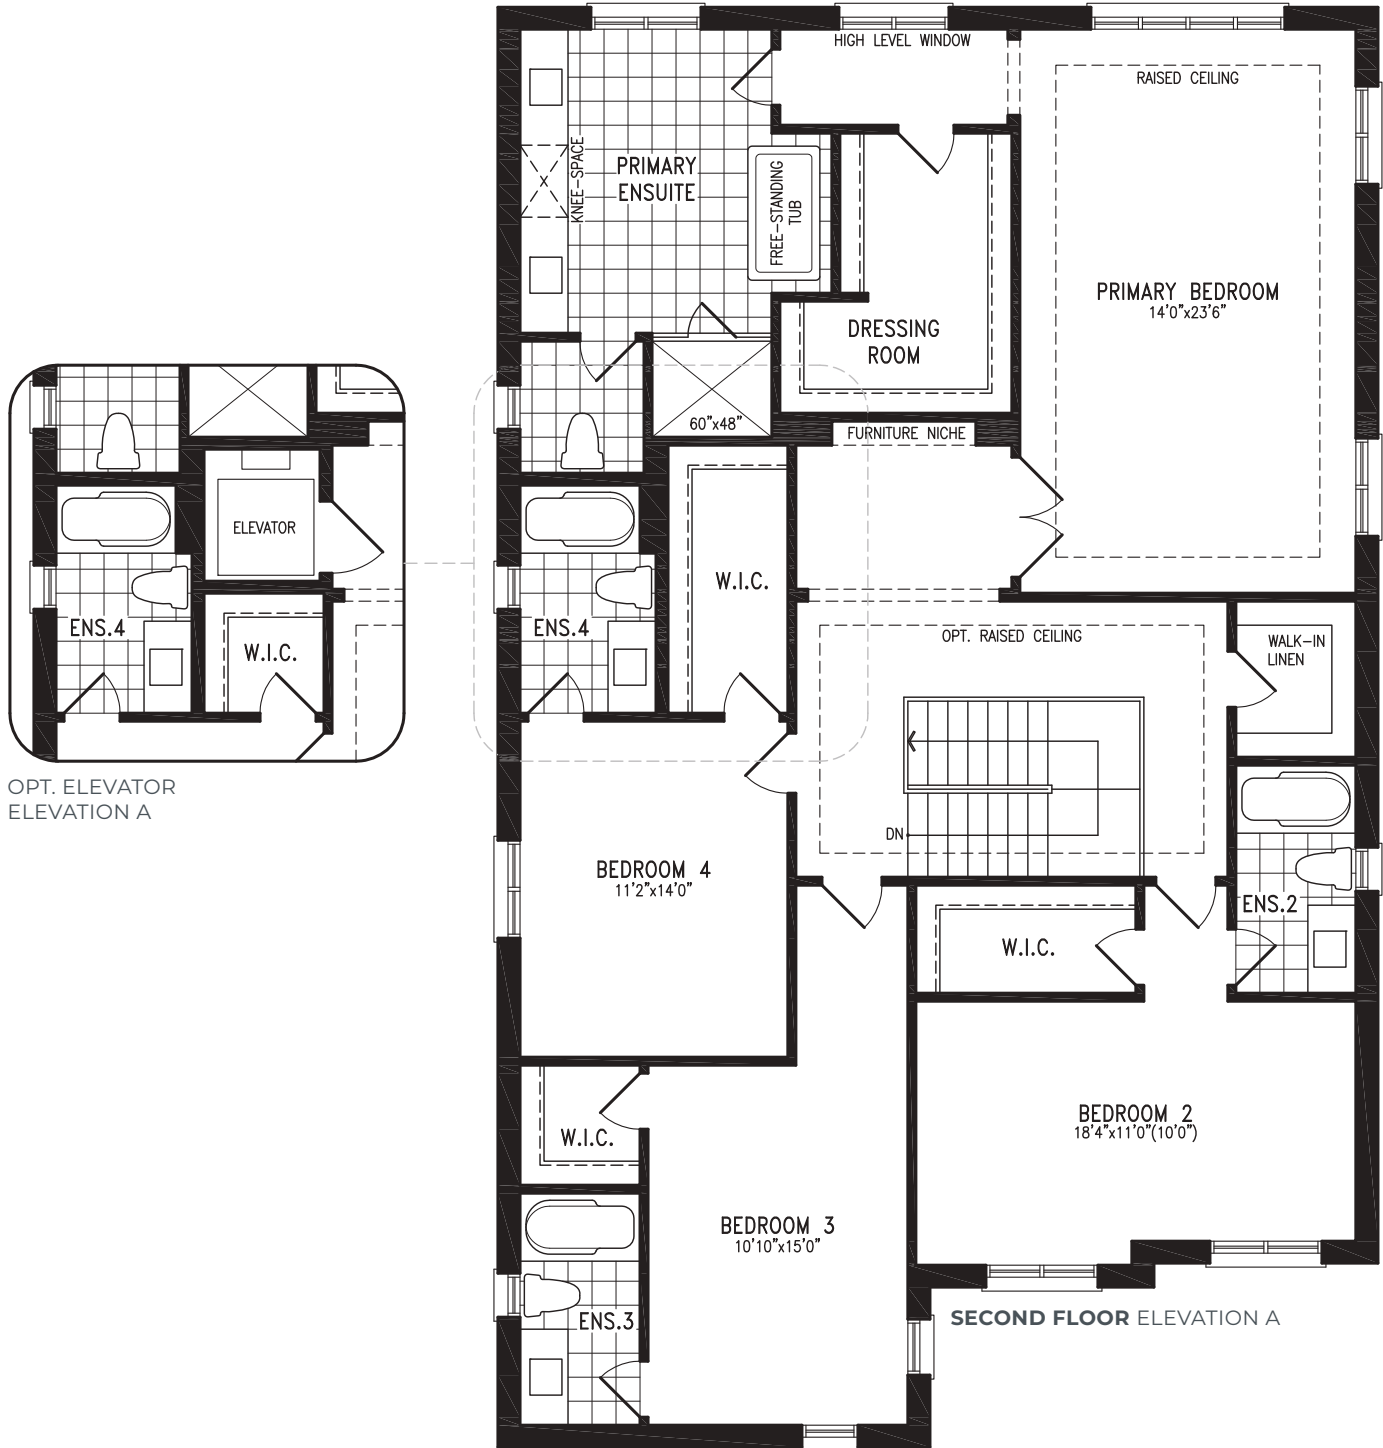 HIGH LEVEL WINDOW
RAISED CEILING
KNEE-SPACE
PRIMARY
ENSUITE
FREE-STANDING
TUB
PRIMARY BEDROOM
14'0"x23'6"
DRESSING
ROOM
60"x48"
FURNITURE NICHE
ELEVATOR
ENS.4
W.I.C.
OPT. ELEVATOR
ELEVATION A
W.I.C.
ENS.4
OPT. RAISED CEILING
WALK-IN
LINEN
DN
BEDROOM 4
11'2"x14'0"
ENS.2
W.I.C.
W.I.C.
BEDROOM 2
18'4"x11'0"(10'0")
BEDROOM 3
10'10"x15'0"
ENS.3
SECOND FLOOR ELEVATION A